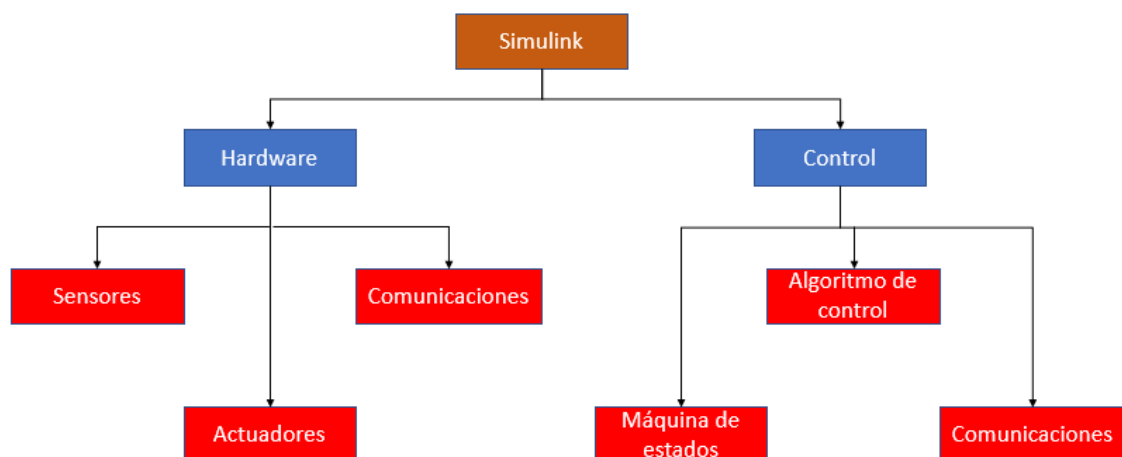 Simulink
Hardware
Control
Sensores
Comunicaciones
Algoritmo de
control
Actuadores
Máquina de
estados
Comunicaciones